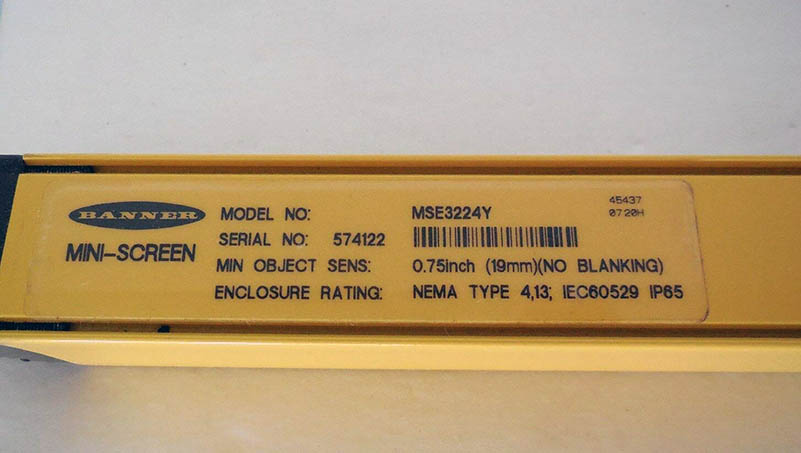 BANNER
MINI-SCREEN
MODEL NO: MSE3224Y
SERIAL NO: 574122
MIN OBJECT SENS: 0.75inch (19mm)(NO BLANKING)
ENCLOSURE RATING: NEMA TYPE 4,13; IEC60529 IP65
45437
0720H